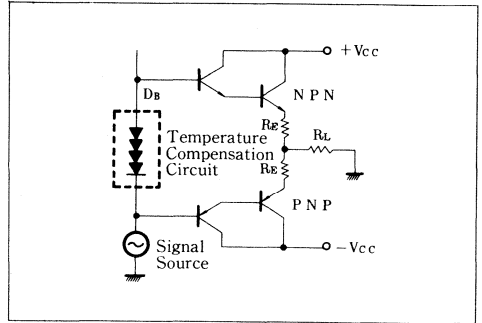 +Vcc
DB
NPN
RE
RL
Temperature
Compensation
Circuit
RE
PNP
Signal
Source
−Vcc